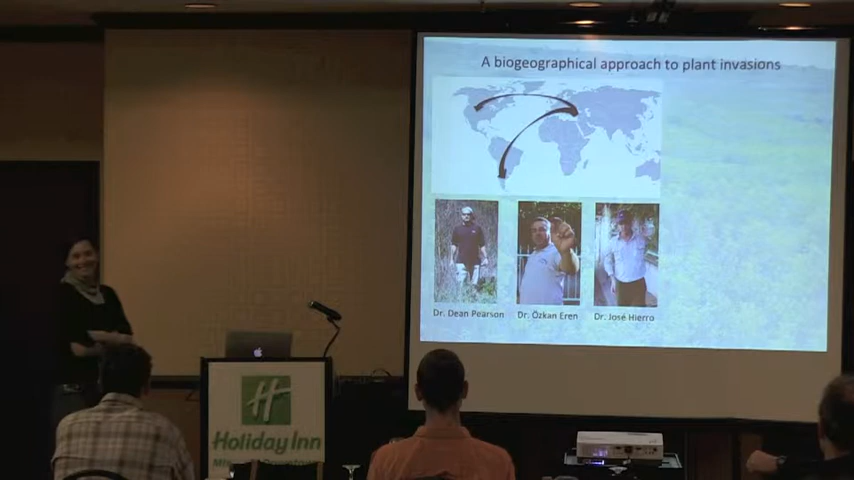 A biogeographical approach to plant invasions
Dr. Dean Pearson
Dr. Özkan Eren
Dr. José Hierro
H
Holiday Inn